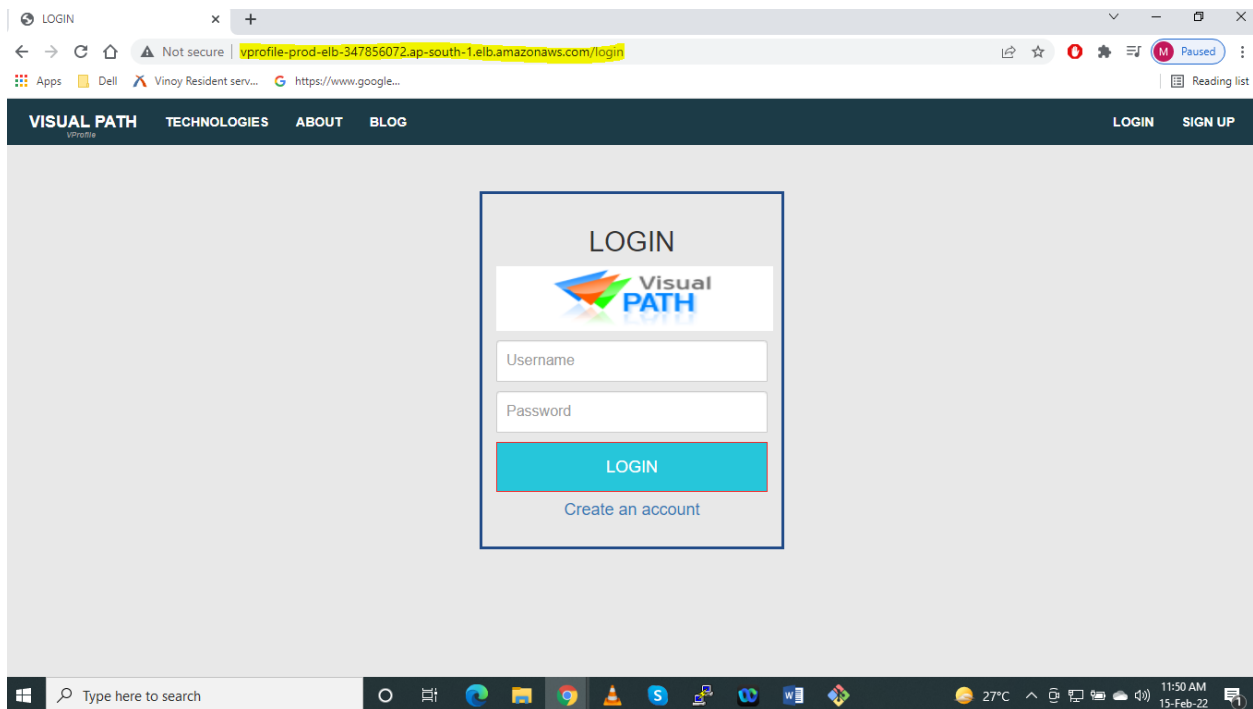 LOGIN
Not secure | vprofile-prod-elb-347856072.ap-south-1.elb.amazonaws.com/login
M Paused
Apps Dell Vinoy Resident serv... https://www.google... Reading list
VISUAL PATH TECHNOLOGIES ABOUT BLOG LOGIN SIGN UP
VProfile
LOGIN
Visual
PATH
Username
Password
LOGIN
Create an account
Type here to search 27°C 11:50 AM
15-Feb-22